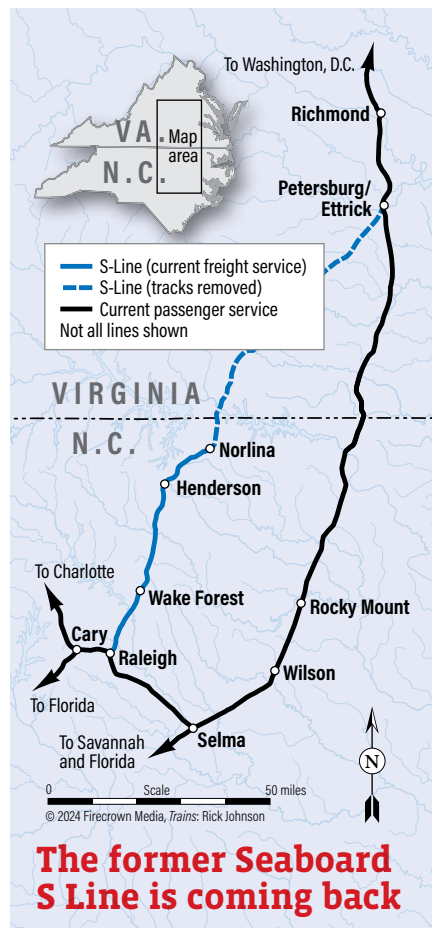 To Washington, D.C.
Richmond
VA.
Map
area
N.C.
Petersburg/
Ettrick
S-Line (current freight service)
S-Line (tracks removed)
Current passenger service
Not all lines shown
VIRGINIA
N.C.
Norlina
Henderson
To Charlotte
Wake Forest
Rocky Mount
Cary
Raleigh
Wilson
To Florida
To Savannah
and Florida
Selma
N
0 Scale 50 miles
© 2024 Firecrown Media, Trains: Rick Johnson
The former Seaboard
S Line is coming back